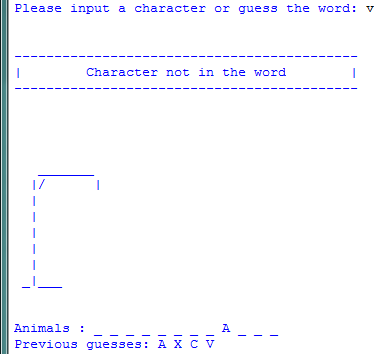 Please input a character or guess the word: v
-------------------------------------------
|        Character not in the word        |
-------------------------------------------
Animals : _ _ _ _ _ _ _ _ A _ _ _
Previous guesses: A X C V